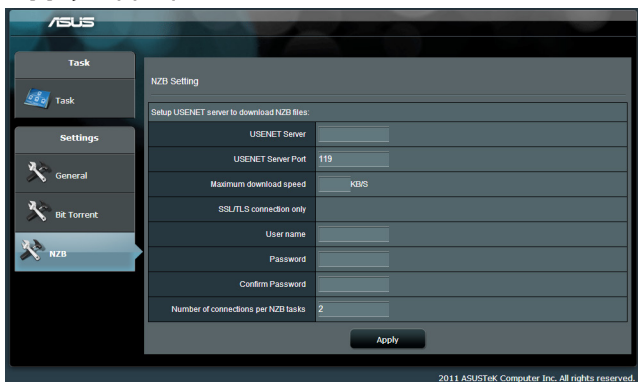 ASUS
Task
Task
Settings
General
Bit Torrent
NZB
NZB Setting
Setup USENET server to download NZB files:
USENET Server
USENET Server Port 119
Maximum download speed KB/S
SSL/TLS connection only
User name
Password
Confirm Password
Number of connections per NZB tasks 2
Apply
2011 ASUSTeK Computer Inc. All rights reserved.